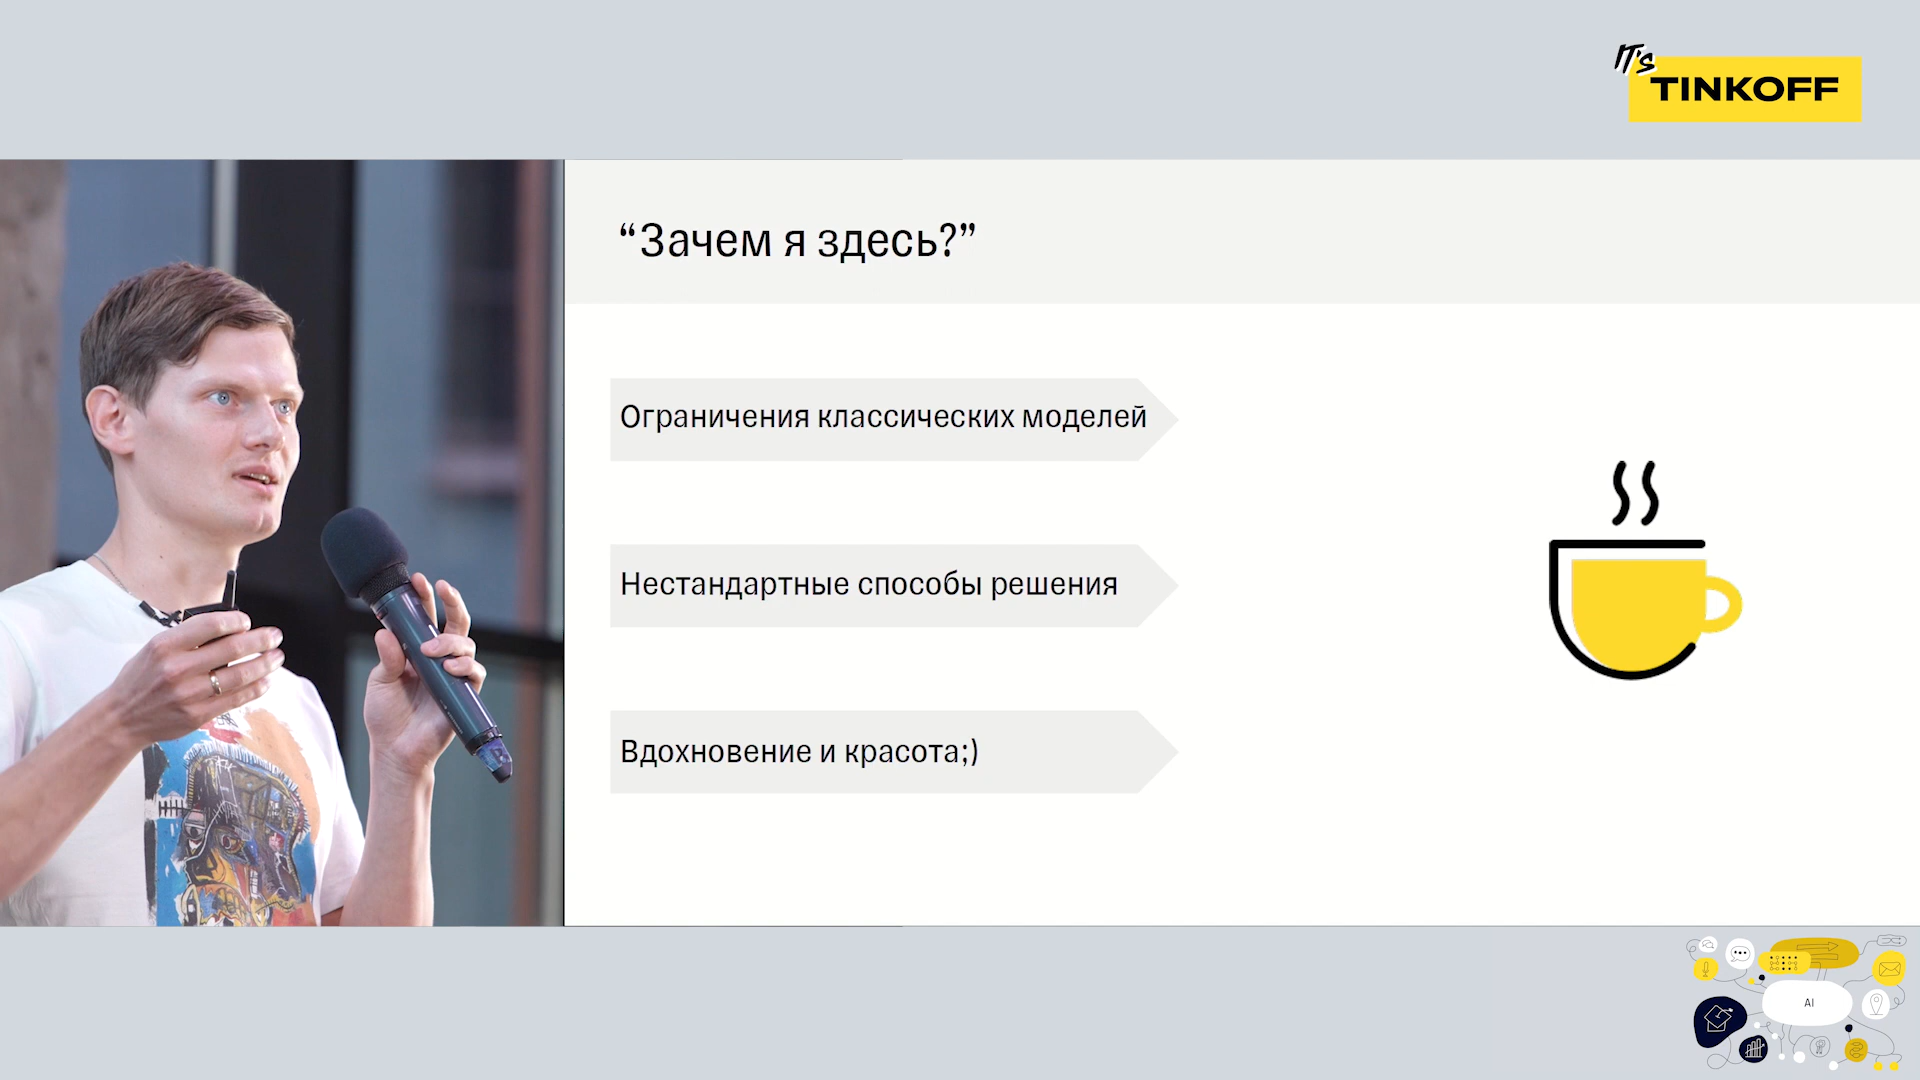 IT's
TINKOFF
“Зачем я здесь?”
Ограничения классических моделей
Нестандартные способы решения
Вдохновение и красота;)
AI